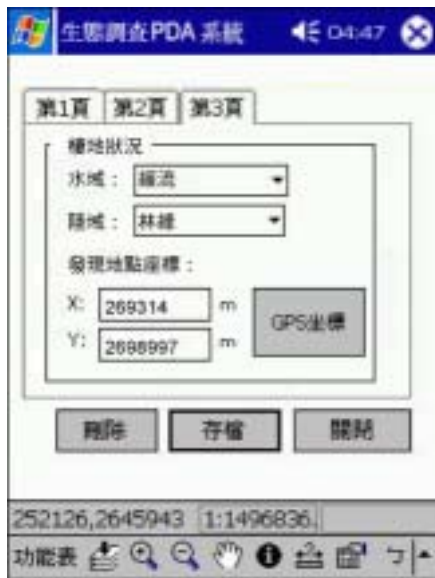 生態調查PDA 系統 04:47
第1頁 第2頁 第3頁
棲地狀況
水域： 緩流
陸域： 林緣
發現地點座標：
X: 269314 m
GPS坐標
Y: 2698997 m
刪除 存檔 關閉
252126,2645943 1:1496836.
功能表 ㄅ